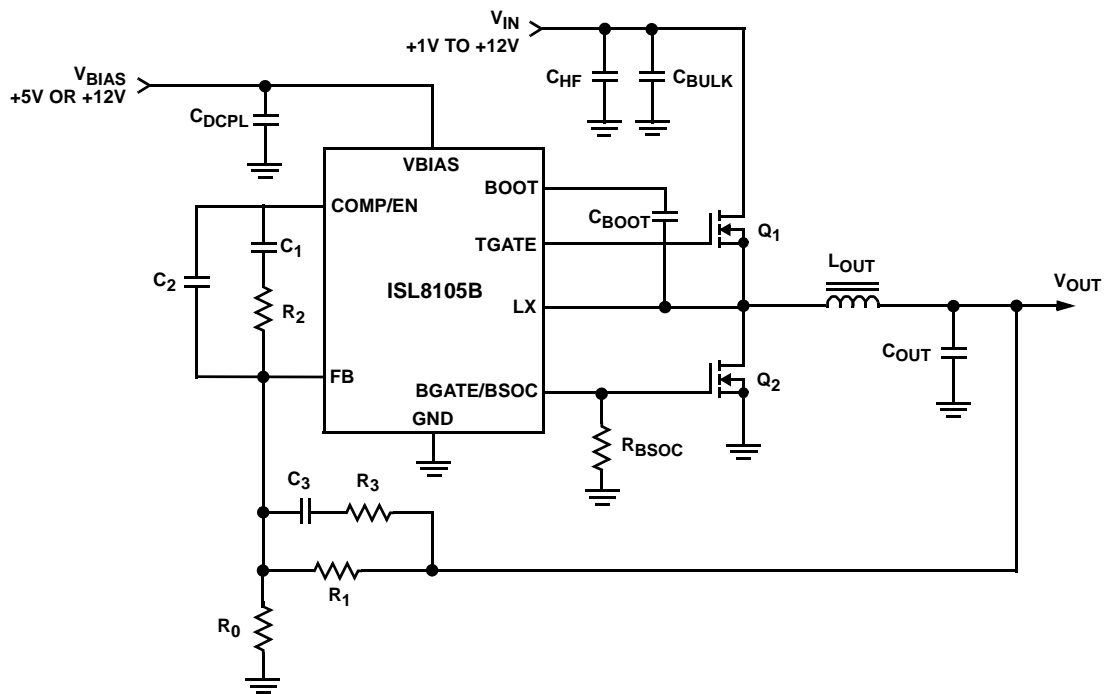 VIN
+1V TO +12V
VBIAS
+5V OR +12V
CHF
CBULK
CDCPL
VBIAS
BOOT
COMP/EN
CBOOT
TGATE
Q1
C1
C2
ISL8105B
LX
LOUT
VOUT
R2
COUT
FB
BGATE/BSOC
Q2
GND
RBSOC
C3
R3
R1
R0